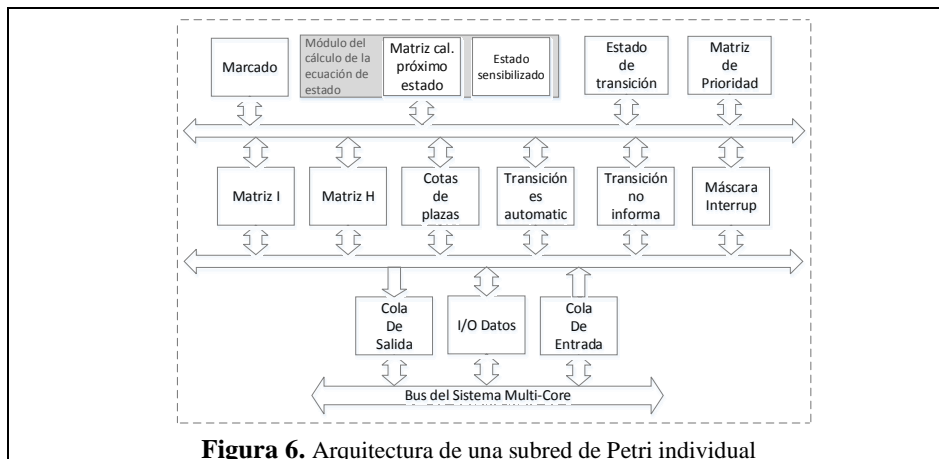 Marcado
Módulo del
cálculo de la
ecuación de
estado
Matriz cal.
próximo
estado
Estado
sensibilizado
Estado
de
transición
Matriz
de
Prioridad
Matriz I
Matriz H
Cotas
de
plazas
Transición
es
automatic
Transición
no
informa
Máscara
Interrup
Cola
De
Salida
I/O Datos
Cola
De
Entrada
Bus del Sistema Multi-Core
Figura 6. Arquitectura de una subred de Petri individual